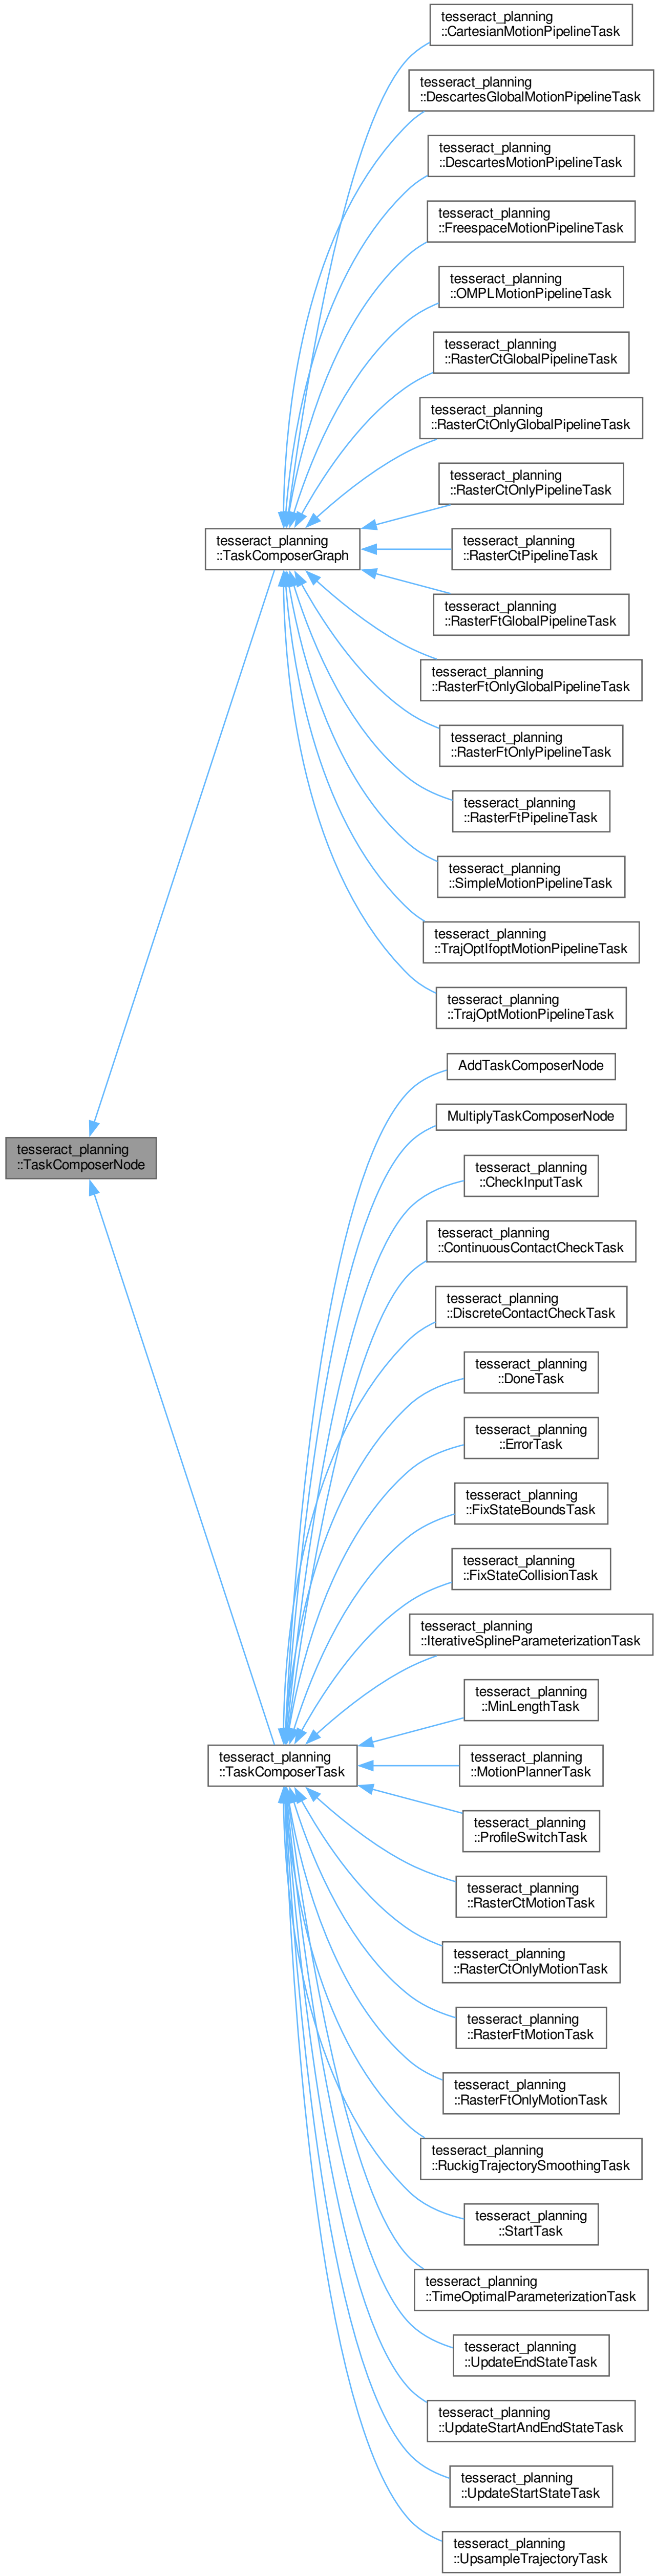 tesseract_planning
::CartesianMotionPipelineTask
tesseract_planning
::DescartesGlobalMotionPipelineTask
tesseract_planning
::DescartesMotionPipelineTask
tesseract_planning
::FreespaceMotionPipelineTask
tesseract_planning
::OMPLMotionPipelineTask
tesseract_planning
::RasterCtGlobalPipelineTask
tesseract_planning
::RasterCtOnlyGlobalPipelineTask
tesseract_planning
::RasterCtOnlyPipelineTask
tesseract_planning
::TaskComposerGraph
tesseract_planning
::RasterCtPipelineTask
tesseract_planning
::RasterFtGlobalPipelineTask
tesseract_planning
::RasterFtOnlyGlobalPipelineTask
tesseract_planning
::RasterFtOnlyPipelineTask
tesseract_planning
::RasterFtPipelineTask
tesseract_planning
::SimpleMotionPipelineTask
tesseract_planning
::TrajOptIfoptMotionPipelineTask
tesseract_planning
::TrajOptMotionPipelineTask
AddTaskComposerNode
MultiplyTaskComposerNode
tesseract_planning
::TaskComposerNode
tesseract_planning
::CheckInputTask
tesseract_planning
::ContinuousContactCheckTask
tesseract_planning
::DiscreteContactCheckTask
tesseract_planning
::DoneTask
tesseract_planning
::ErrorTask
tesseract_planning
::FixStateBoundsTask
tesseract_planning
::FixStateCollisionTask
tesseract_planning
::IterativeSplineParameterizationTask
tesseract_planning
::MinLengthTask
tesseract_planning
::TaskComposerTask
tesseract_planning
::MotionPlannerTask
tesseract_planning
::ProfileSwitchTask
tesseract_planning
::RasterCtMotionTask
tesseract_planning
::RasterCtOnlyMotionTask
tesseract_planning
::RasterFtMotionTask
tesseract_planning
::RasterFtOnlyMotionTask
tesseract_planning
::RuckigTrajectorySmoothingTask
tesseract_planning
::StartTask
tesseract_planning
::TimeOptimalParameterizationTask
tesseract_planning
::UpdateEndStateTask
tesseract_planning
::UpdateStartAndEndStateTask
tesseract_planning
::UpdateStartStateTask
tesseract_planning
::UpsampleTrajectoryTask